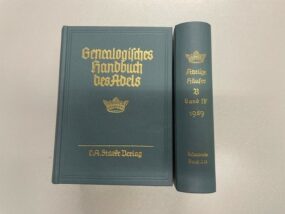 Genealogisches
Handbuch
des Adels
C.A. Starke Verlag
Adelige
Häuser
B
Band IV
1959